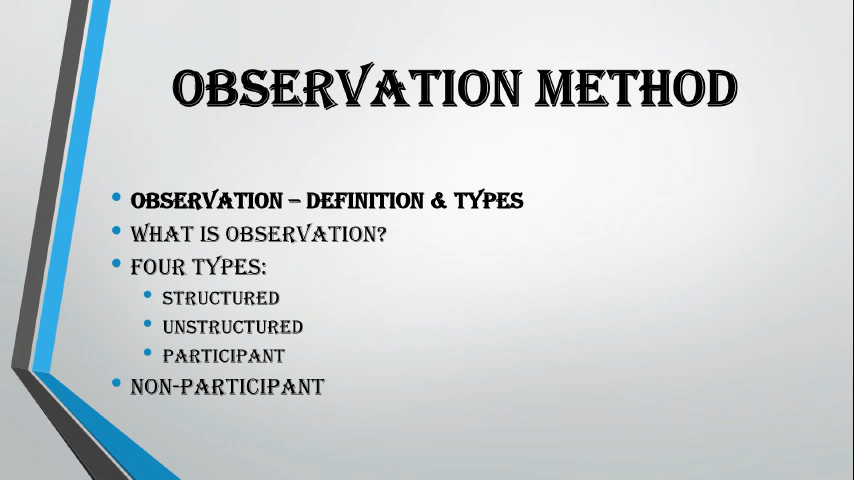 OBSERVATION METHOD
• OBSERVATION – DEFINITION & TYPES
• WHAT IS OBSERVATION?
• FOUR TYPES:
• STRUCTURED
• UNSTRUCTURED
• PARTICIPANT
• NON-PARTICIPANT